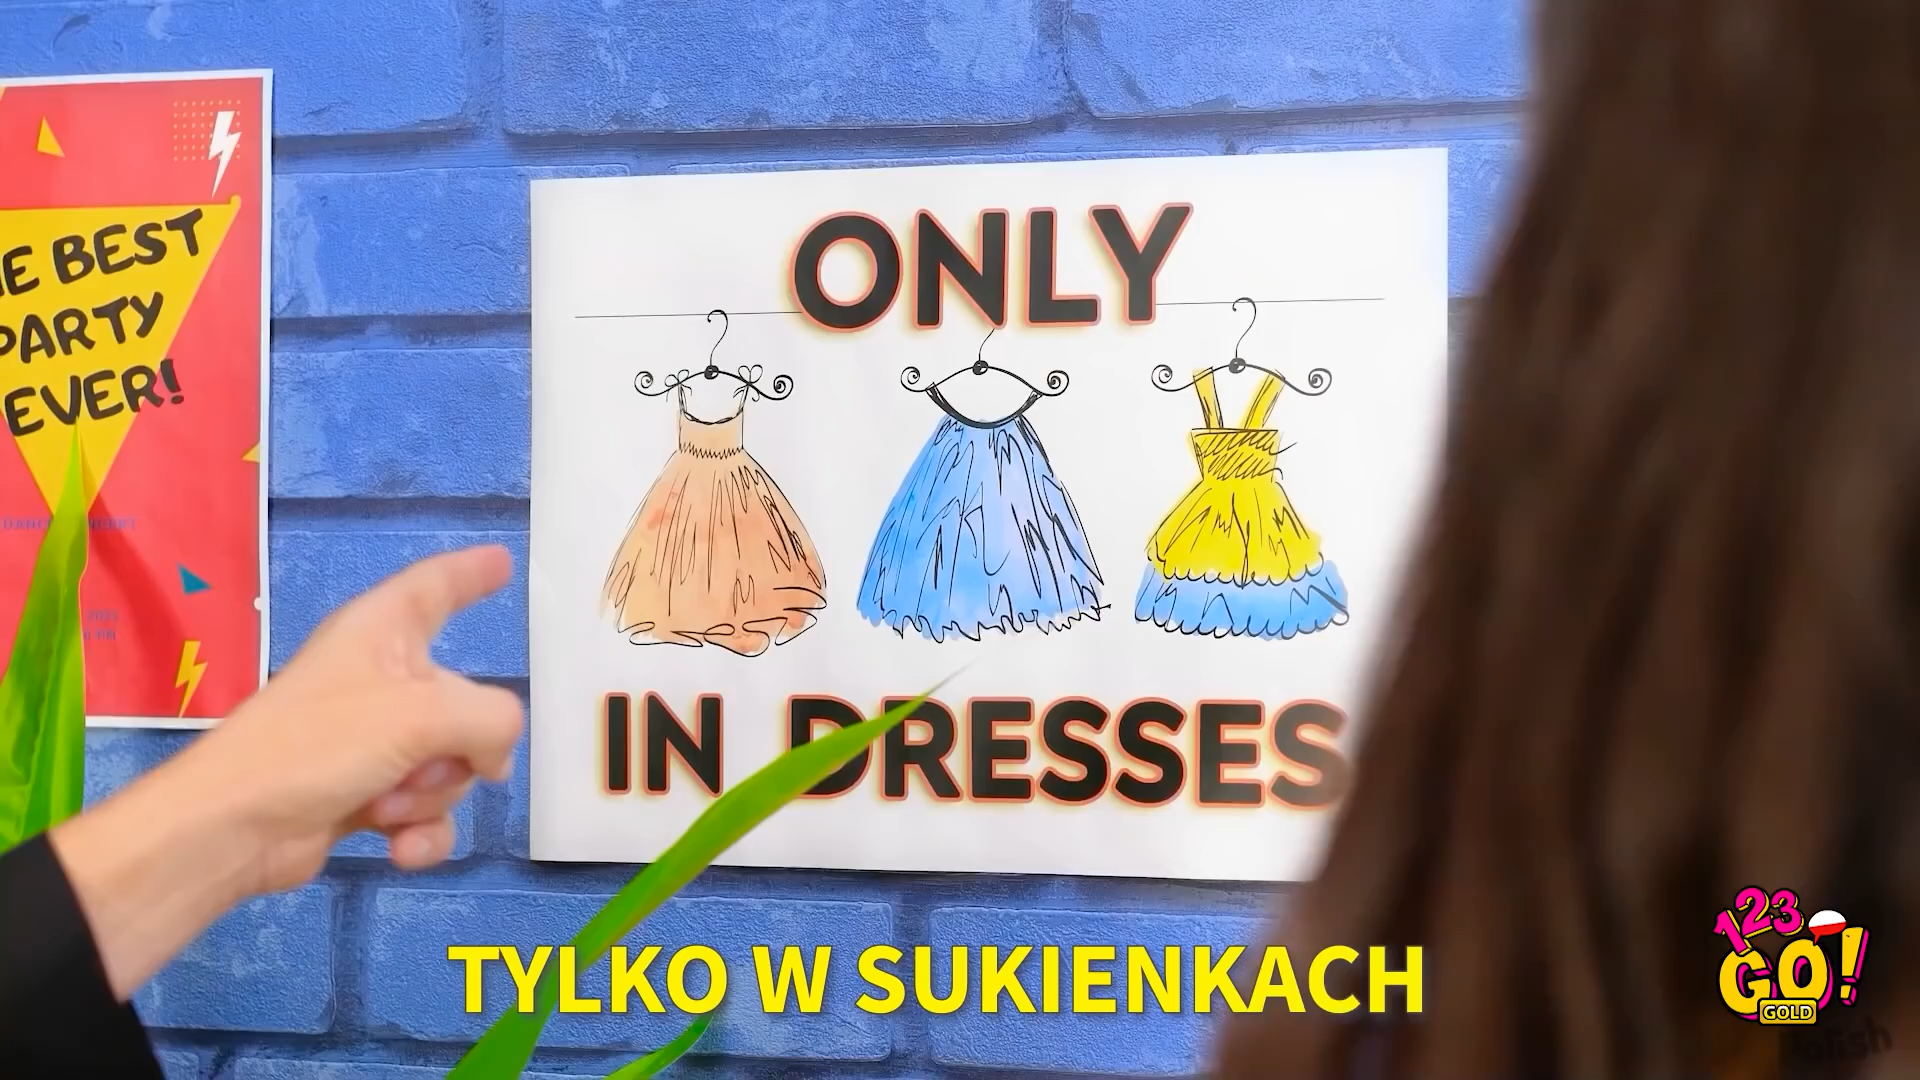 E BEST
PARTY
EVER!
ONLY
IN DRESSES
TYLKO W SUKIENKACH
123
GO!
GOLD